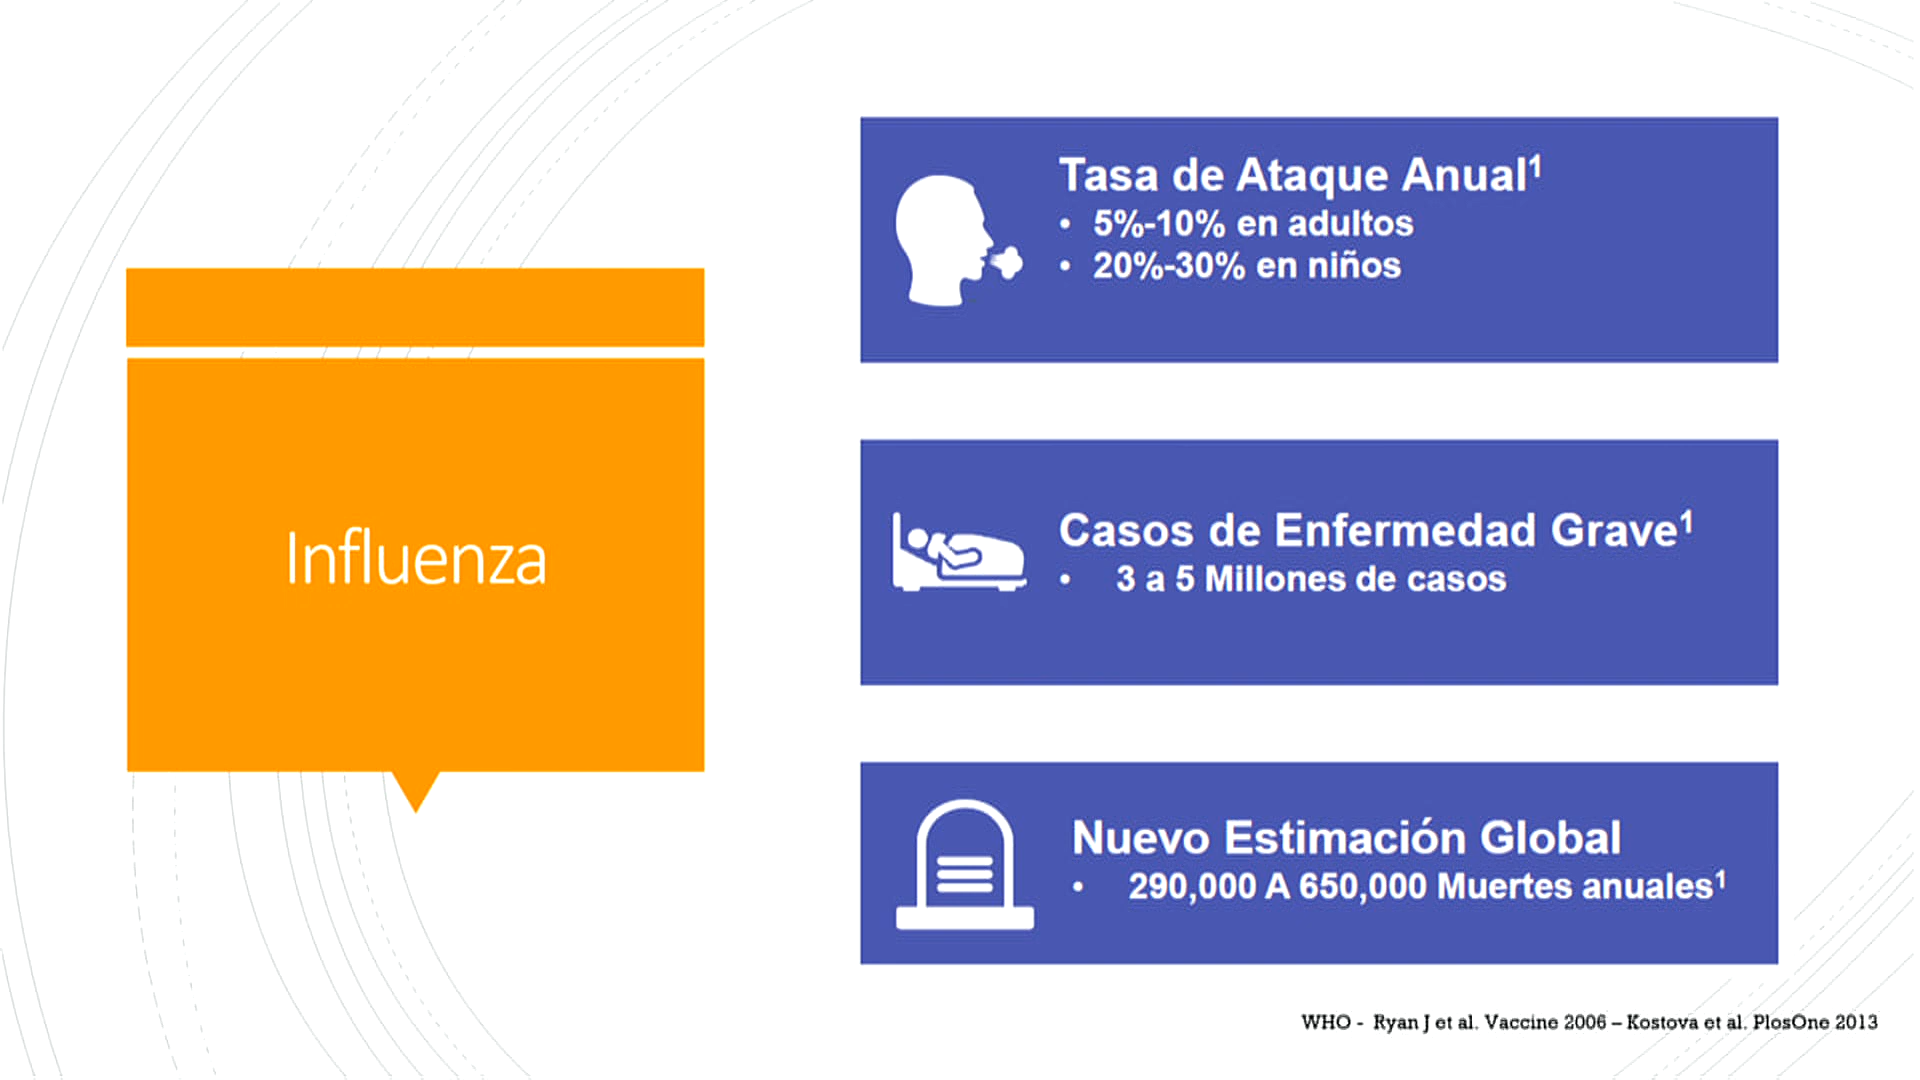 Influenza
Tasa de Ataque Anual¹
• 5%-10% en adultos
• 20%-30% en niños
Casos de Enfermedad Grave¹
• 3 a 5 Millones de casos
Nuevo Estimación Global
• 290,000 A 650,000 Muertes anuales¹
WHO - Ryan J et al. Vaccine 2006 – Kostova et al. PlosOne 2013